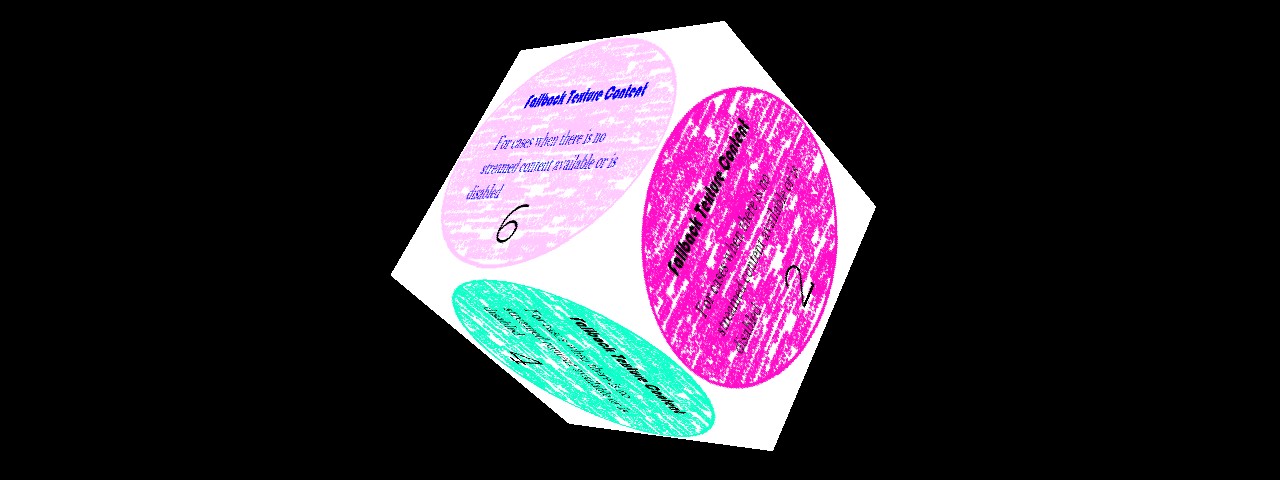 Fallback Texture Content
For cases when there is no
streamed content available or is
disabled
6
Fallback Texture Content
For cases when there is no
streamed content available or is
disabled
2
Fallback Texture Content
For cases when there is no
streamed content available or is
disabled